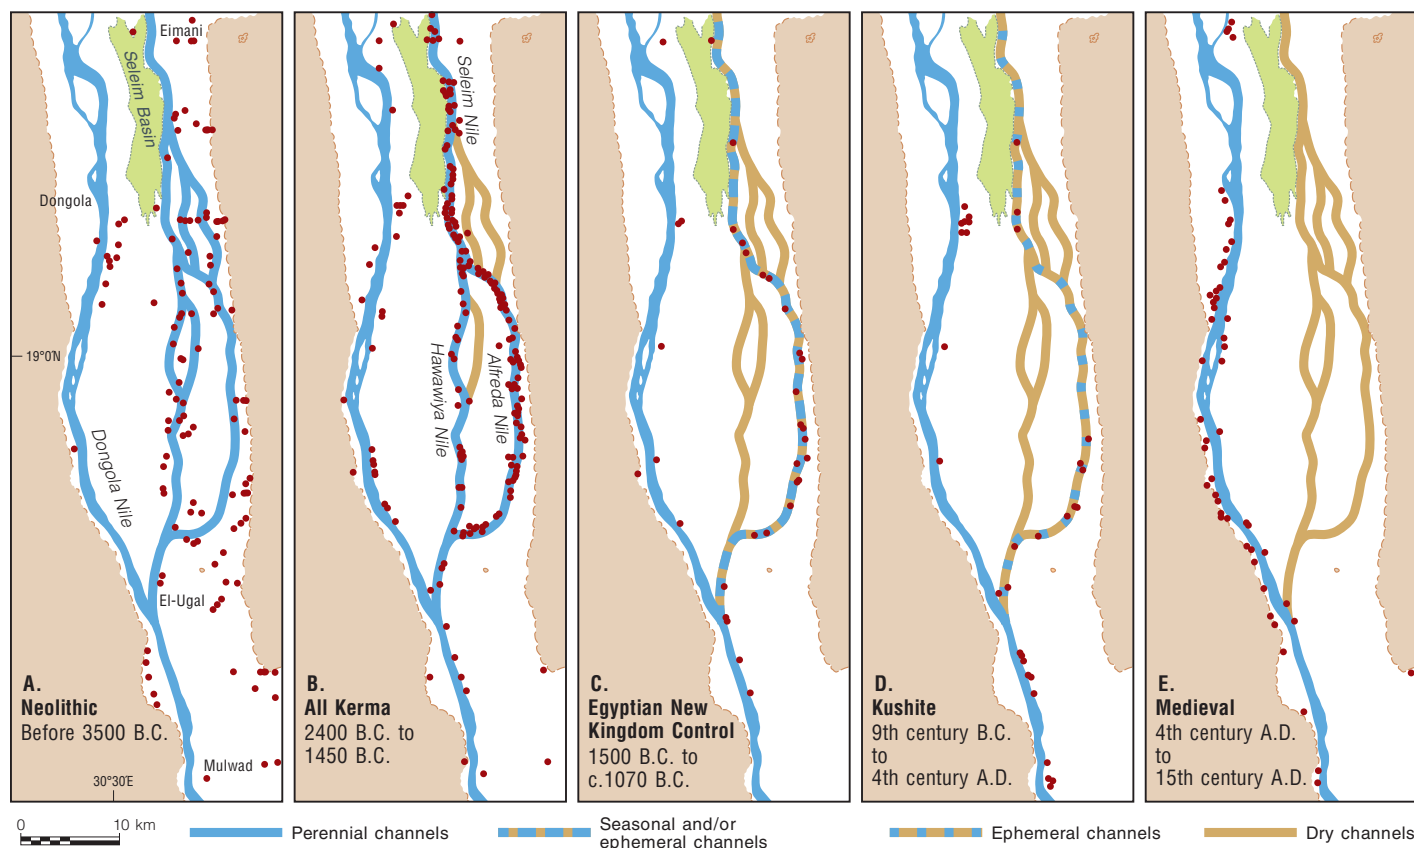 Eimani
Seleim Basin
Dongola
19°0'N
Dongola Nile
El-Ugal
A.
Neolithic
Before 3500 B.C.
Mulwad
30°30'E
Seleim Nile
Hawawiya Nile
Alfreda Nile
B.
All Kerma
2400 B.C. to
1450 B.C.
C.
Egyptian New
Kingdom Control
1500 B.C. to
c.1070 B.C.
D.
Kushite
9th century B.C.
to
4th century A.D.
E.
Medieval
4th century A.D.
to
15th century A.D.
0 10 km
Perennial channels
Seasonal and/or
ephemeral channels
Ephemeral channels
Dry channels